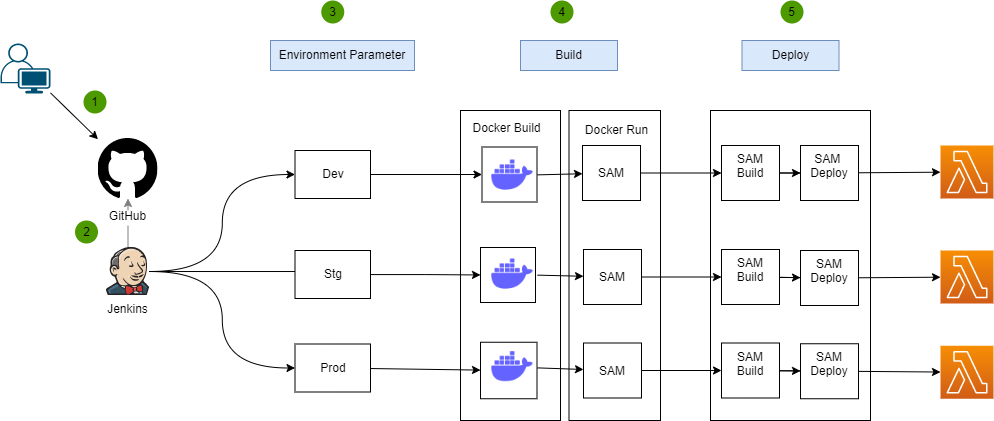 3
4
5
Environment Parameter
Build
Deploy
1
Docker Build
Docker Run
GitHub
2
Jenkins
Dev
SAM
SAM
Build
SAM
Deploy
Stg
SAM
SAM
Build
SAM
Deploy
Prod
SAM
SAM
Build
SAM
Deploy